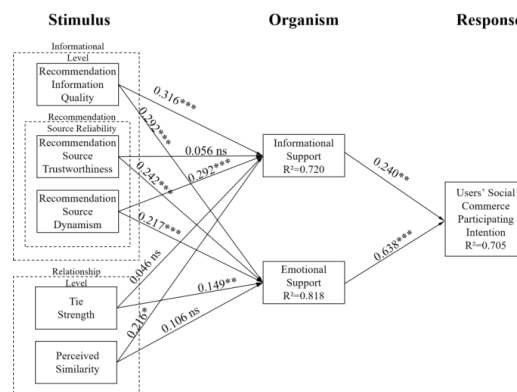 Stimulus
Organism
Respons
Informational
Level
Recommendation
Information
Quality
Recommendation
Source Reliability
Recommendation
Source
Trustworthiness
Recommendation
Source
Dynamism
Relationship
Level
Tie
Strength
Perceived
Similarity
0.316***
0.292***
0.056 ns
0.242***
0.292***
0.217***
0.046 ns
0.149**
0.216*
0.106 ns
Informational
Support
R²=0.720
Emotional
Support
R²=0.818
0.240**
0.638***
Users' Social
Commerce
Participating
Intention
R²=0.705